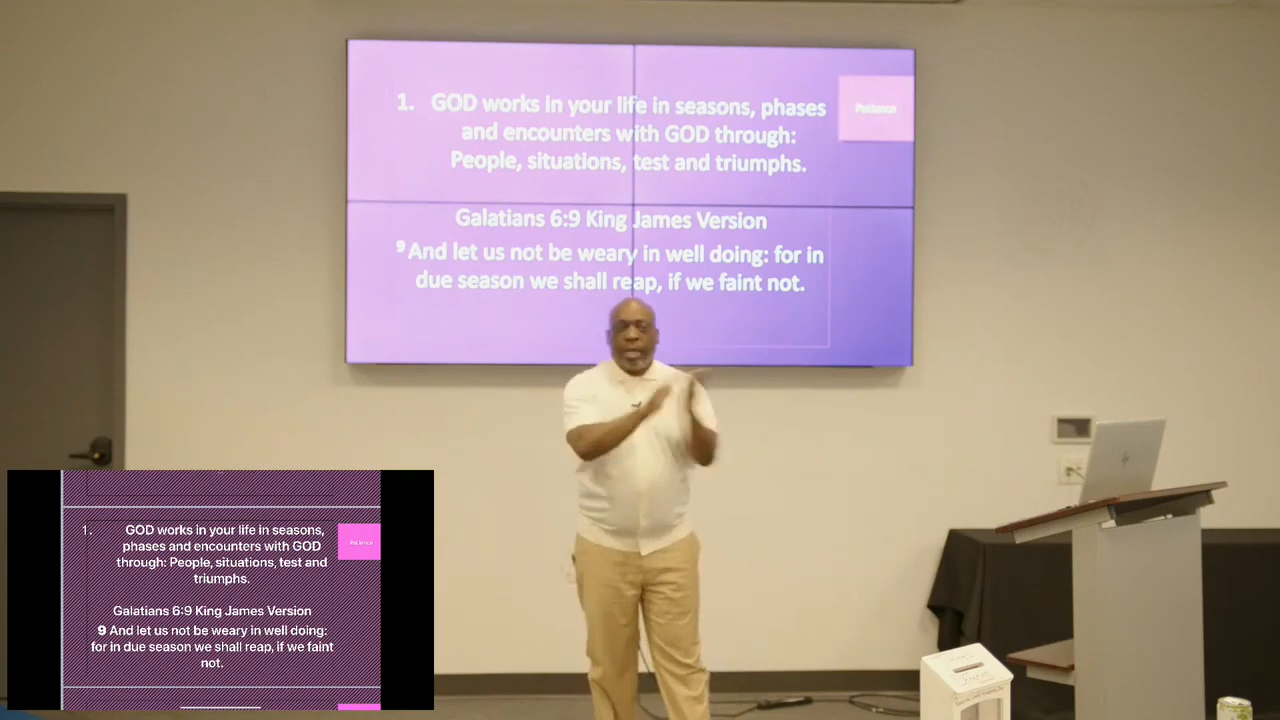 1. GOD works in your life in seasons, phases
and encounters with GOD through:
People, situations, test and triumphs.
Patience
Galatians 6:9 King James Version
9 And let us not be weary in well doing: for in
due season we shall reap, if we faint not.
1. GOD works in your life in seasons,
phases and encounters with GOD
through: People, situations, test and
triumphs.
Patience
Galatians 6:9 King James Version
9 And let us not be weary in well doing:
for in due season we shall reap, if we faint
not.